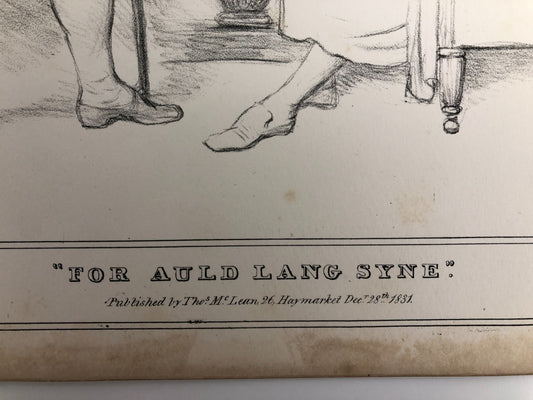 "FOR AULD LANG SYNE".
Published by Thos. McLean, 26, Haymarket Decr. 28th. 1831.